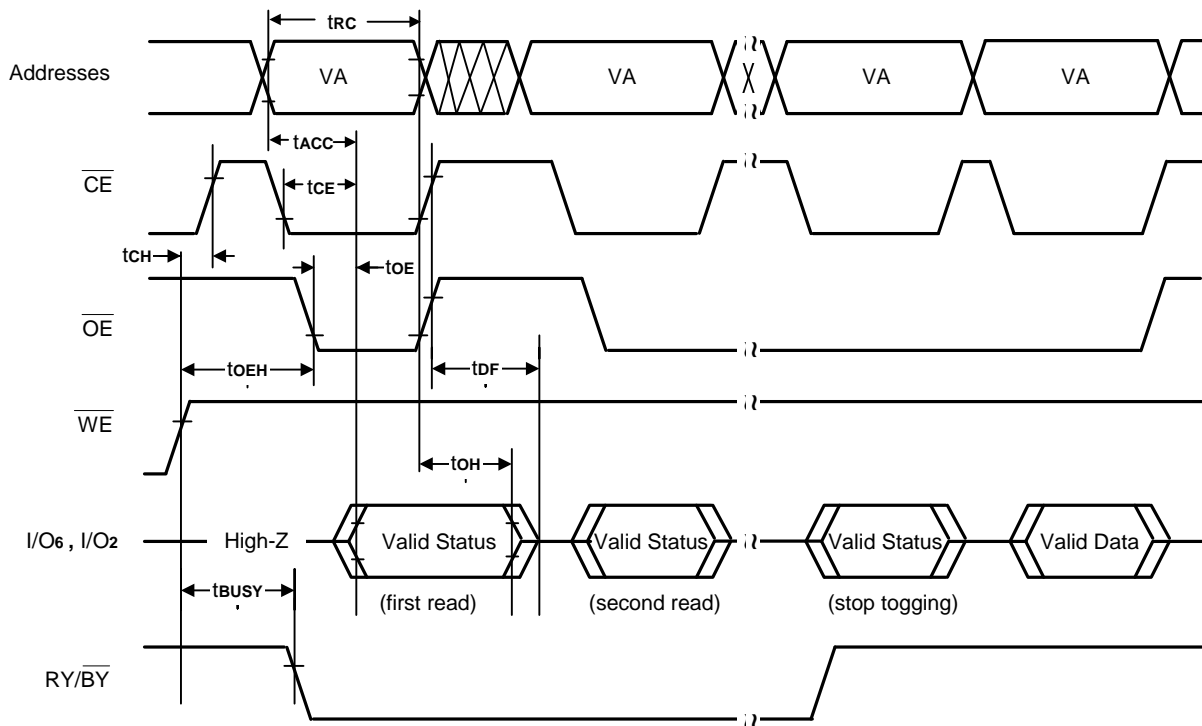 tRC
Addresses
VA
VA
VA
VA
tACC
CE
tCE
tCH
tOE
OE
tOEH
tDF
WE
tOH
I/O6 , I/O2
High-Z
Valid Status
Valid Status
Valid Status
Valid Data
tBUSY
(first read)
(second read)
(stop togging)
RY/BY